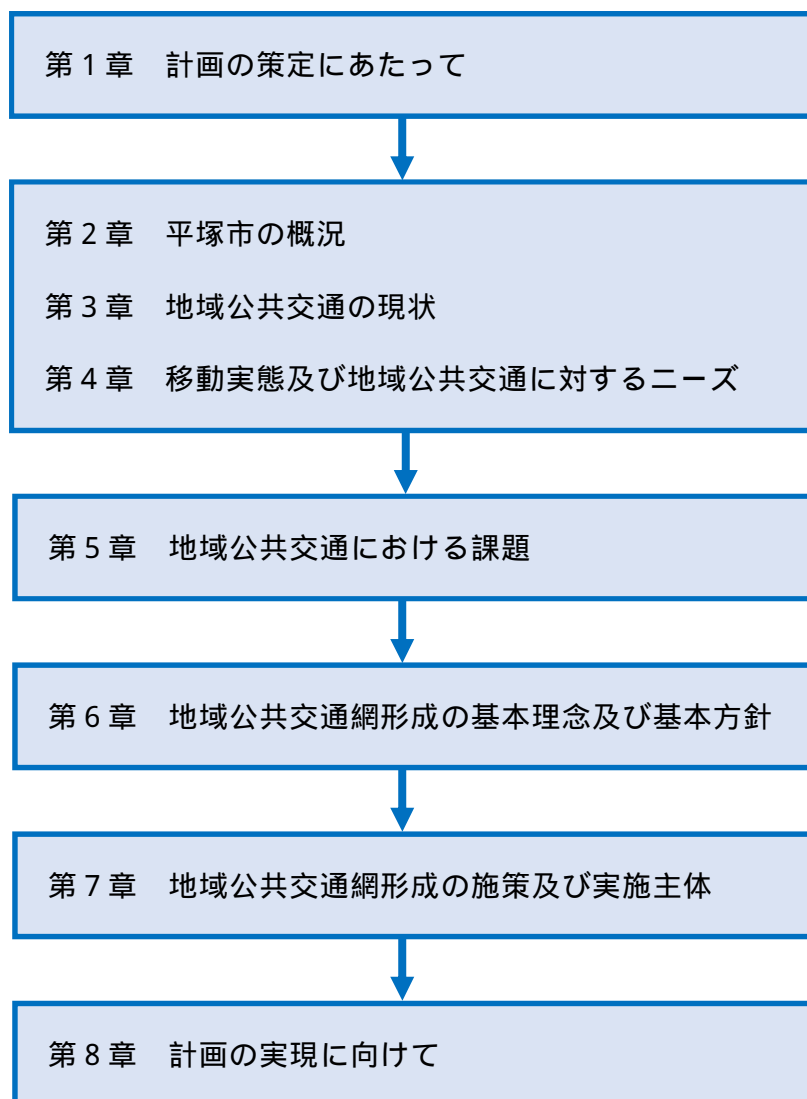 第1章　計画の策定にあたって
第2章　平塚市の概況
第3章　地域公共交通の現状
第4章　移動実態及び地域公共交通に対するニーズ
第5章　地域公共交通における課題
第6章　地域公共交通網形成の基本理念及び基本方針
第7章　地域公共交通網形成の施策及び実施主体
第8章　計画の実現に向けて